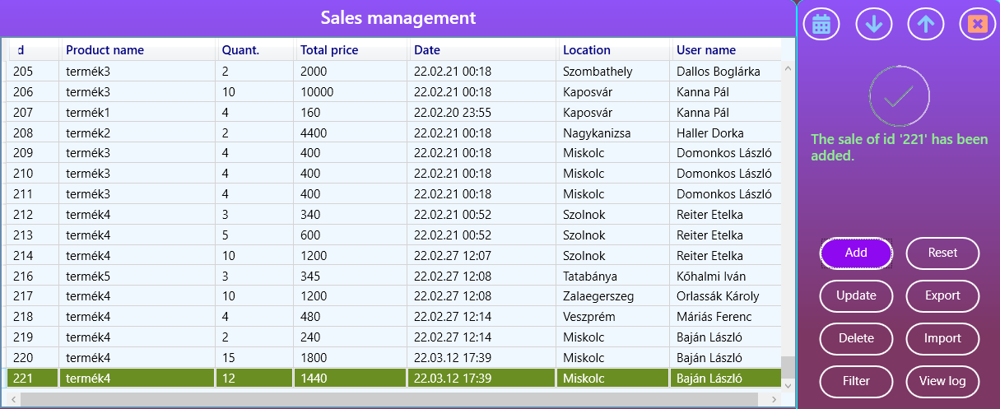 Sales management
d Product name Quant. Total price Date Location User name
205 termék3 2 2000 22.02.21 00:18 Szombathely Dallos Boglárka
206 termék3 10 10000 22.02.21 00:18 Kaposvár Kanna Pál
207 termék1 4 160 22.02.20 23:55 Kaposvár Kanna Pál
208 termék2 2 4400 22.02.21 00:18 Nagykanizsa Haller Dorka
209 termék3 4 400 22.02.21 00:18 Miskolc Domonkos László
210 termék3 4 400 22.02.21 00:18 Miskolc Domonkos László
211 termék3 4 400 22.02.21 00:18 Miskolc Domonkos László
212 termék4 3 340 22.02.21 00:52 Szolnok Reiter Etelka
213 termék4 5 600 22.02.21 00:52 Szolnok Reiter Etelka
214 termék4 10 1200 22.02.27 12:07 Szolnok Reiter Etelka
216 termék5 3 345 22.02.27 12:08 Tatabánya Kőhalmi Iván
217 termék4 10 1200 22.02.27 12:08 Zalaegerszeg Orlassák Károly
218 termék4 4 480 22.02.27 12:14 Veszprém Máriás Ferenc
219 termék4 2 240 22.02.27 12:14 Miskolc Baján László
220 termék4 15 1800 22.03.12 17:39 Miskolc Baján László
221 termék4 12 1440 22.03.12 17:39 Miskolc Baján László
The sale of id '221' has been
added.
Add Reset
Update Export
Delete Import
Filter View log